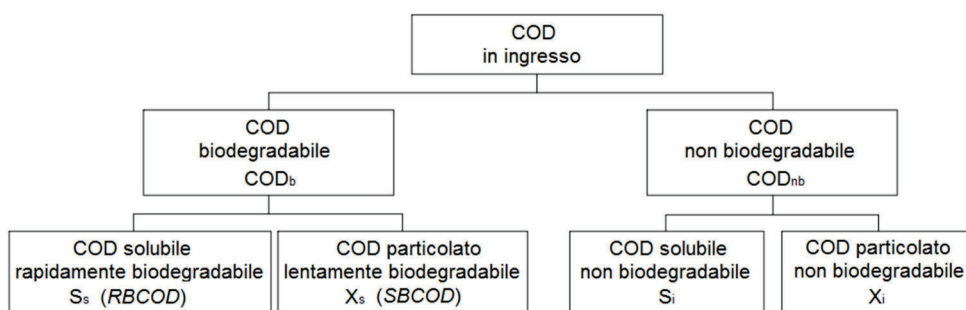 COD
in ingresso
COD
biodegradabile
CODb
COD
non biodegradabile
CODnb
COD solubile
rapidamente biodegradabile
Ss (RBCOD)
COD particolato
lentamente biodegradabile
Xs (SBCOD)
COD solubile
non biodegradabile
Si
COD particolato
non biodegradabile
Xi